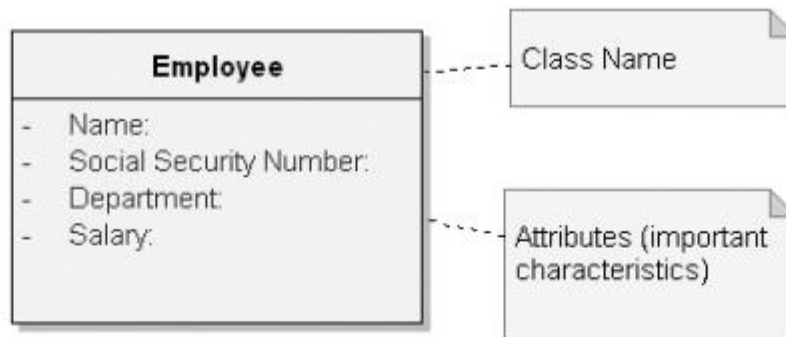 Employee
- Name:
- Social Security Number:
- Department:
- Salary:
Class Name
Attributes (important
characteristics)